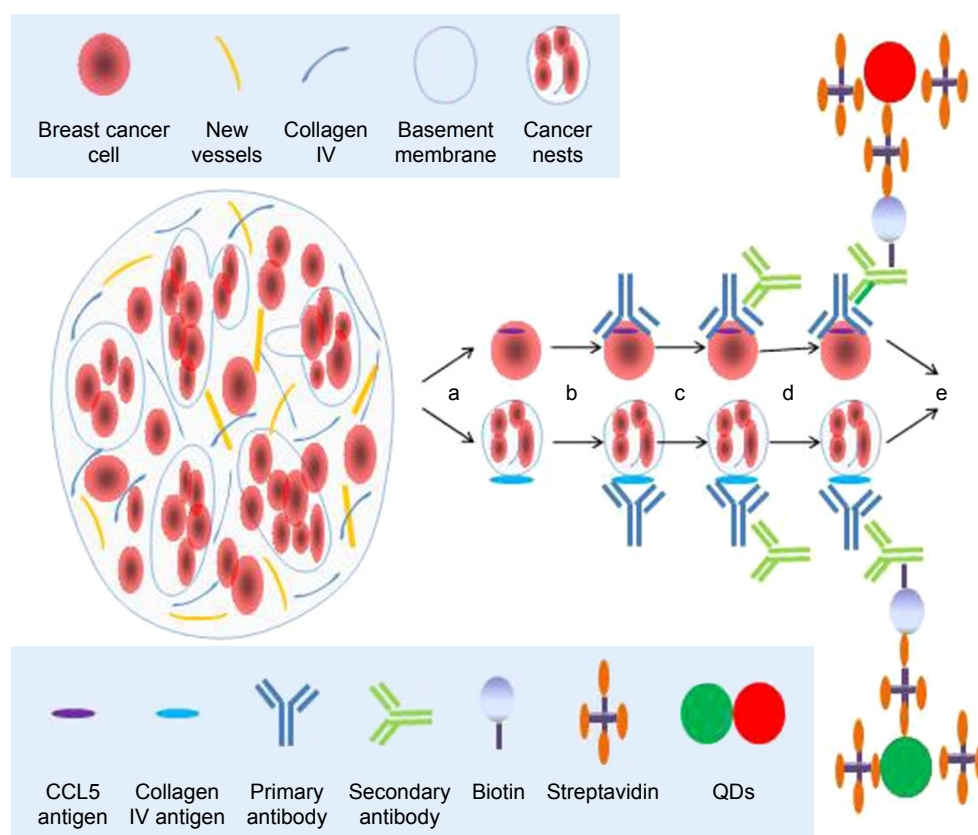 Breast cancer
cell
New
vessels
Collagen
IV
Basement
membrane
Cancer
nests
a
b
c
d
e
CCL5
antigen
Collagen
IV antigen
Primary
antibody
Secondary
antibody
Biotin
Streptavidin
QDs